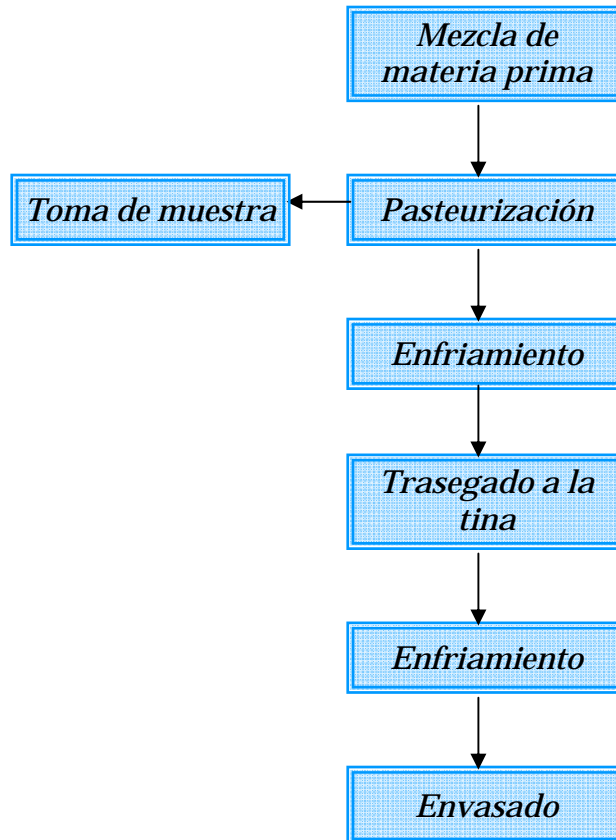 Mezcla de
materia prima
Toma de muestra
Pasteurización
Enfriamiento
Trasegado a la
tina
Enfriamiento
Envasado